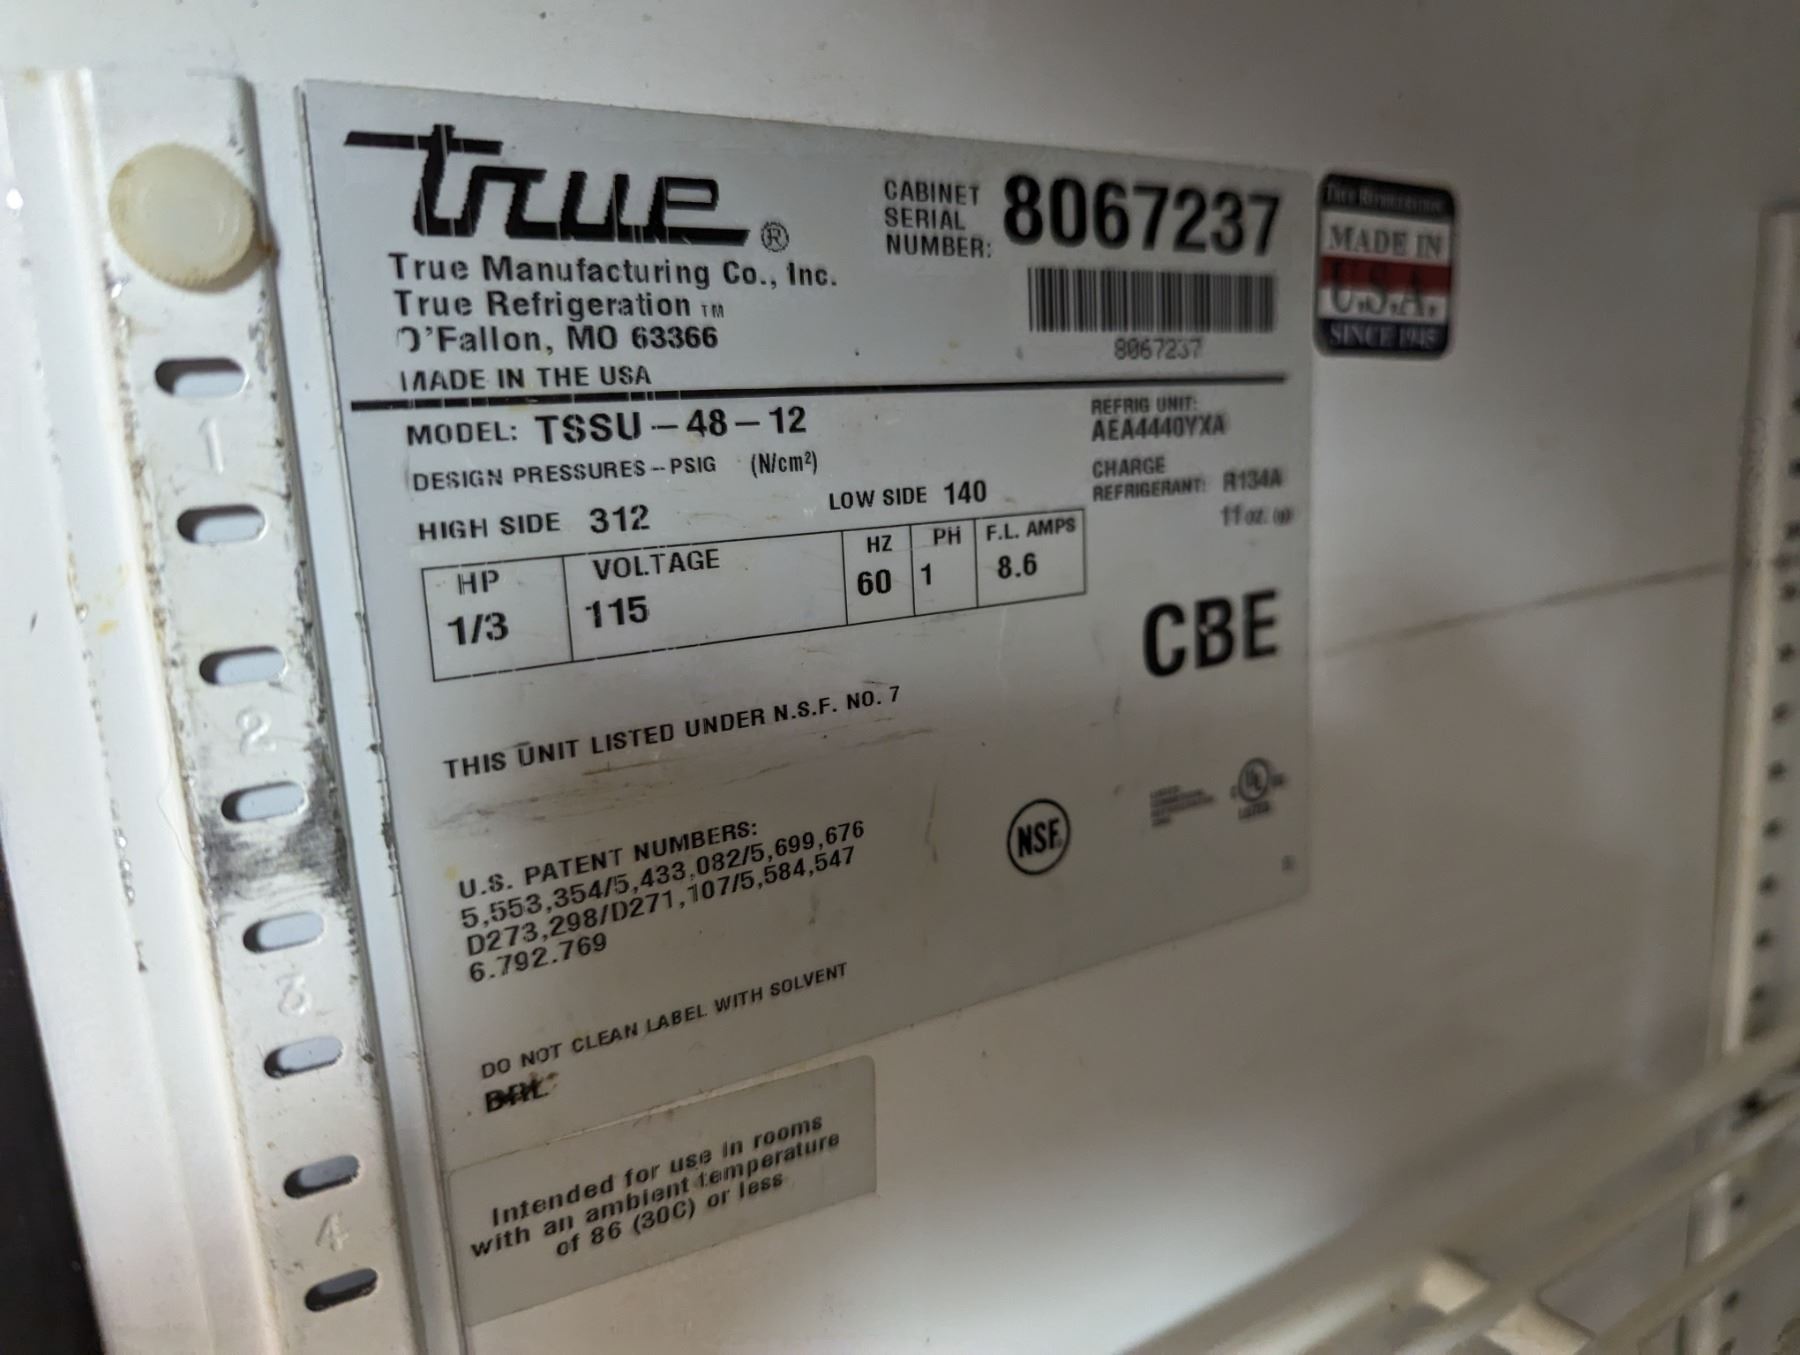 true®
True Manufacturing Co., Inc.
True Refrigeration TM
O'Fallon, MO 63366
MADE IN THE USA
CABINET
SERIAL
NUMBER: 8067237
8067237
MADE IN
U.S.A.
SINCE 1945
MODEL: TSSU-48-12
DESIGN PRESSURES--PSIG (N/cm²)
HIGH SIDE 312
LOW SIDE 140
REFRIG UNIT:
AEA4440YXA
CHARGE
REFRIGERANT: R134A
11 oz.
HP VOLTAGE HZ PH F.L. AMPS
1/3 115 60 1 8.6
CBE
THIS UNIT LISTED UNDER N.S.F. NO. 7
U.S. PATENT NUMBERS:
5,553,354/5,433,082/5,699,676
D273,298/D271,107/5,584,547
6.792.769
NSF
UL
DO NOT CLEAN LABEL WITH SOLVENT
Intended for use in rooms
with an ambient temperature
of 86 (30C) or less
1
2
3
4